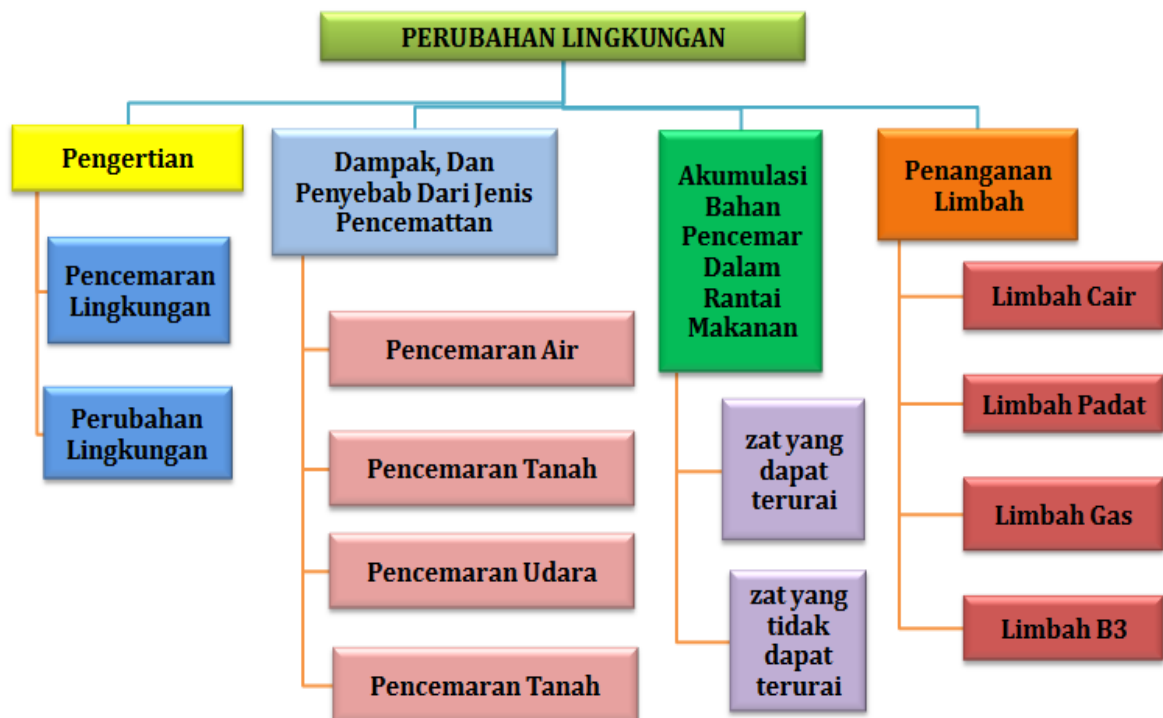 PERUBAHAN LINGKUNGAN
Pengertian
Pencemaran
Lingkungan
Perubahan
Lingkungan
Dampak, Dan
Penyebab Dari Jenis
Pencemattan
Pencemaran Air
Pencemaran Tanah
Pencemaran Udara
Pencemaran Tanah
Akumulasi
Bahan
Pencemar
Dalam
Rantai
Makanan
zat yang
dapat
terurai
zat yang
tidak
dapat
terurai
Penanganan
Limbah
Limbah Cair
Limbah Padat
Limbah Gas
Limbah B3